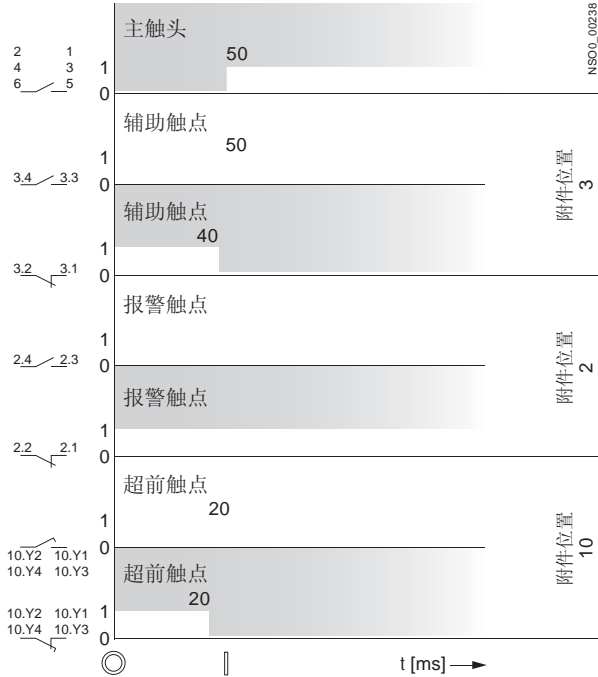 主触头
NSO0_00238
2 1
50
4 3 1
6 5
0
辅助触点
50
1
3.4 3.3 0
附件位置 3
辅助触点
40
1
3.2 3.1 0
报警触点
1
2.4 2.3 0
附件位置 2
报警触点
1
2.2 2.1 0
超前触点
20
1
0
10.Y2 10.Y1
10.Y4 10.Y3
附件位置 10
超前触点
20
10.Y2 10.Y1 1
10.Y4 10.Y3
0
t [ms]